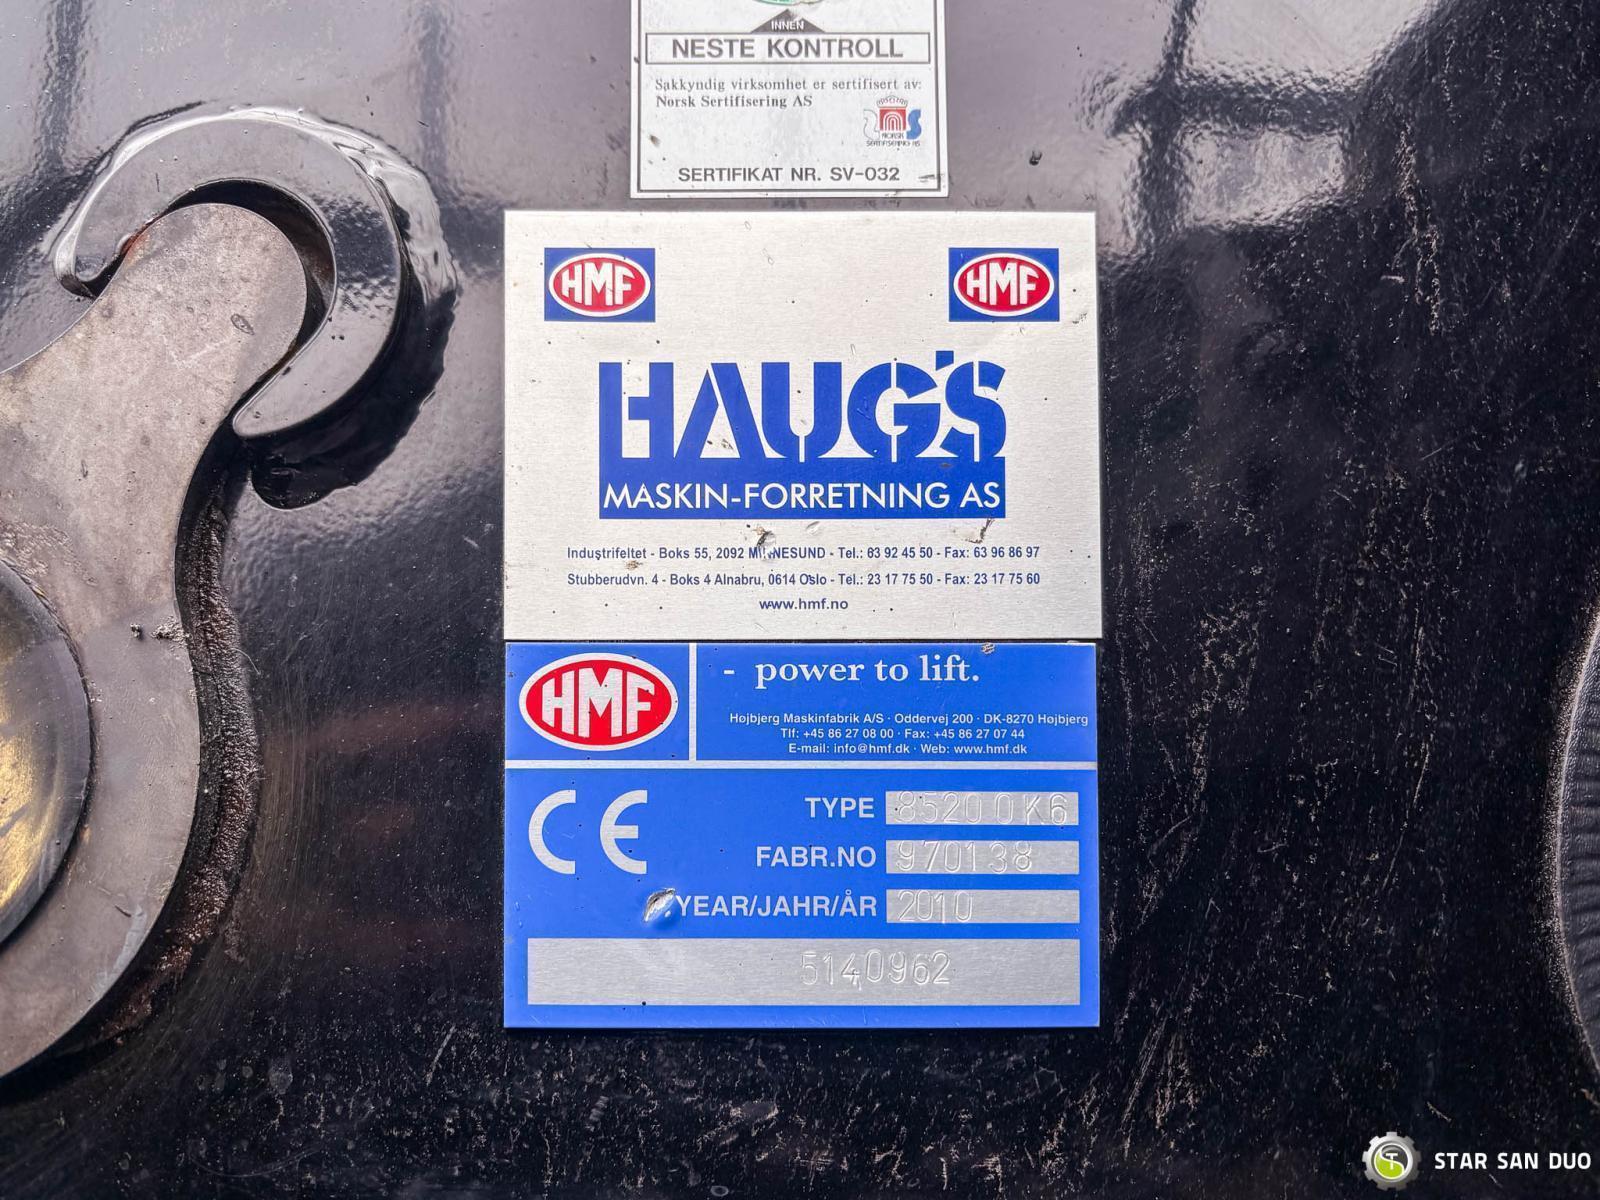 INNEN
NESTE KONTROLL
Sakkyndig virksomhet er sertifisert av:
Norsk Sertifisering AS
NORSK
SERTIFISERING AS
SERTIFIKAT NR. SV-032
HMF HMF
HAUG'S
MASKIN-FORRETNING AS
Industrifeltet - Boks 55, 2092 MINNESUND - Tel.: 63 92 45 50 - Fax: 63 96 86 97
Stubberudvn. 4 - Boks 4 Alnabru, 0614 Oslo - Tel.: 23 17 75 50 - Fax: 23 17 75 60
www.hmf.no
HMF
- power to lift.
Højbjerg Maskinfabrik A/S · Oddervej 200 · DK-8270 Højbjerg
Tlf: +45 86 27 08 00 · Fax: +45 86 27 07 44
E-mail: info@hmf.dk · Web: www.hmf.dk
CE
TYPE 85200K6
FABR.NO 970138
YEAR/JAHR/ÅR 2010
5140962
STAR SAN DUO